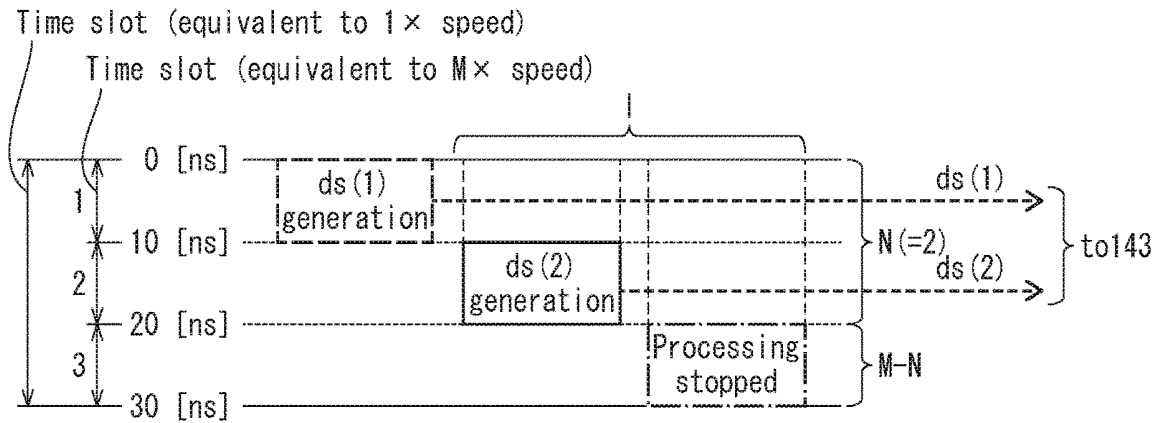 Time slot (equivalent to 1× speed)
Time slot (equivalent to M× speed)
0 [ns]
ds(1)
generation
ds(1)
1
10 [ns]
N(=2)
to143
ds(2)
generation
ds(2)
2
20 [ns]
Processing
stopped
M-N
3
30 [ns]